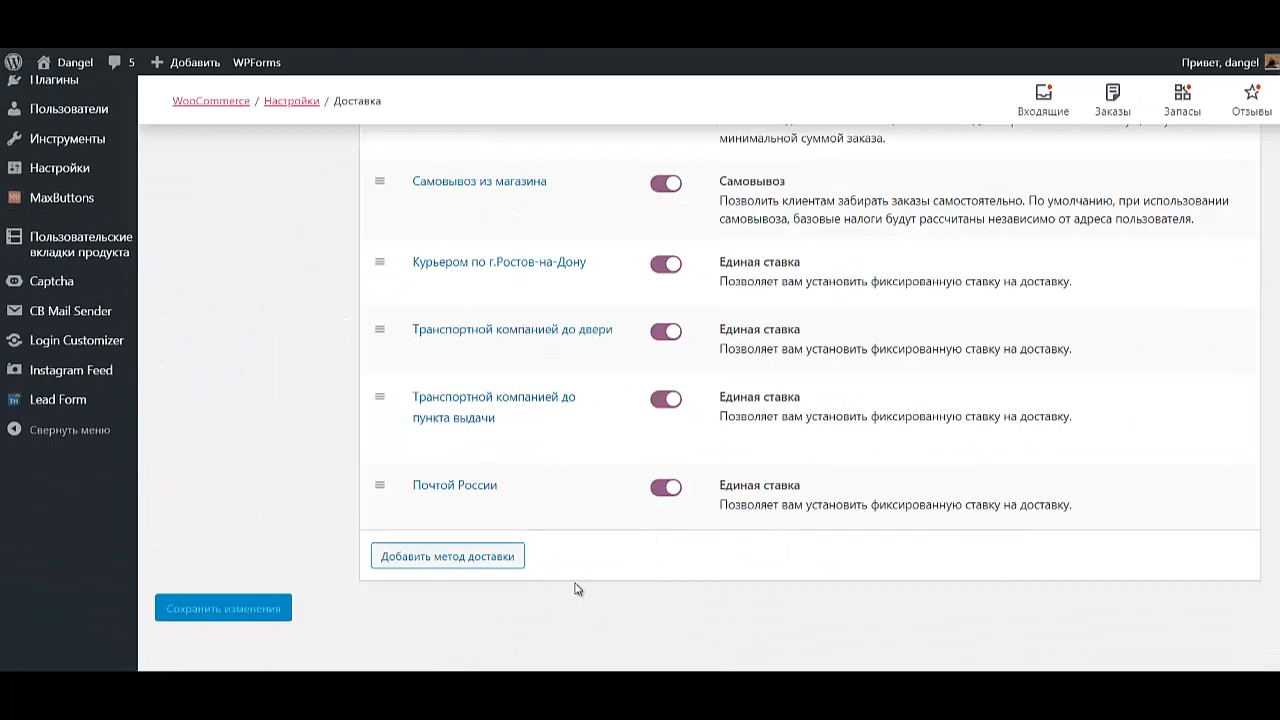 Dangel 5 Добавить WPForms Привет, dangel
Плагины
Пользователи
Инструменты
Настройки
MaxButtons
Пользовательские
вкладки продукта
Captcha
CB Mail Sender
Login Customizer
Instagram Feed
Lead Form
Свернуть меню
WooCommerce / Настройки / Доставка
Входящие Заказы Запасы Отзывы
минимальной суммой заказа.
Самовывоз из магазина Самовывоз
Позволить клиентам забирать заказы самостоятельно. По умолчанию, при использовании
самовывоза, базовые налоги будут рассчитаны независимо от адреса пользователя.
Курьером по г.Ростов-на-Дону Единая ставка
Позволяет вам установить фиксированную ставку на доставку.
Транспортной компанией до двери Единая ставка
Позволяет вам установить фиксированную ставку на доставку.
Транспортной компанией до Единая ставка
пункта выдачи Позволяет вам установить фиксированную ставку на доставку.
Почтой России Единая ставка
Позволяет вам установить фиксированную ставку на доставку.
Добавить метод доставки
Сохранить изменения